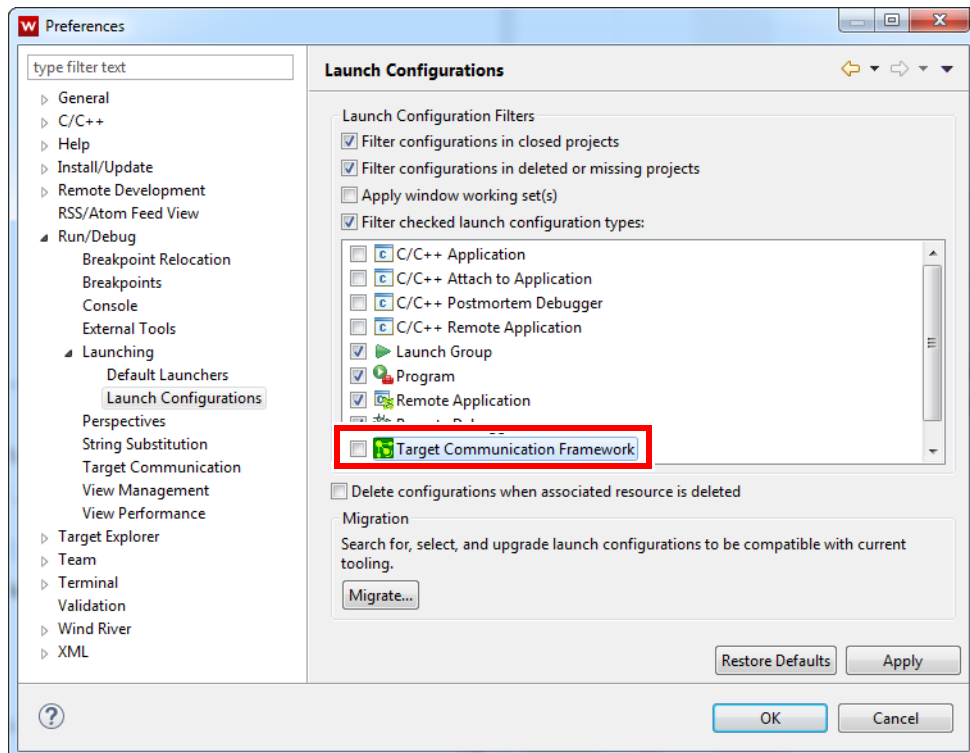 W Preferences
type filter text
General
C/C++
Help
Install/Update
Remote Development
RSS/Atom Feed View
Run/Debug
Breakpoint Relocation
Breakpoints
Console
External Tools
Launching
Default Launchers
Launch Configurations
Perspectives
String Substitution
Target Communication
View Management
View Performance
Target Explorer
Team
Terminal
Validation
Wind River
XML
Launch Configurations
Launch Configuration Filters
Filter configurations in closed projects
Filter configurations in deleted or missing projects
Apply window working set(s)
Filter checked launch configuration types:
C/C++ Application
C/C++ Attach to Application
C/C++ Postmortem Debugger
C/C++ Remote Application
Launch Group
Program
Remote Application
Target Communication Framework
Delete configurations when associated resource is deleted
Migration
Search for, select, and upgrade launch configurations to be compatible with current
tooling.
Migrate...
Restore Defaults Apply
OK Cancel